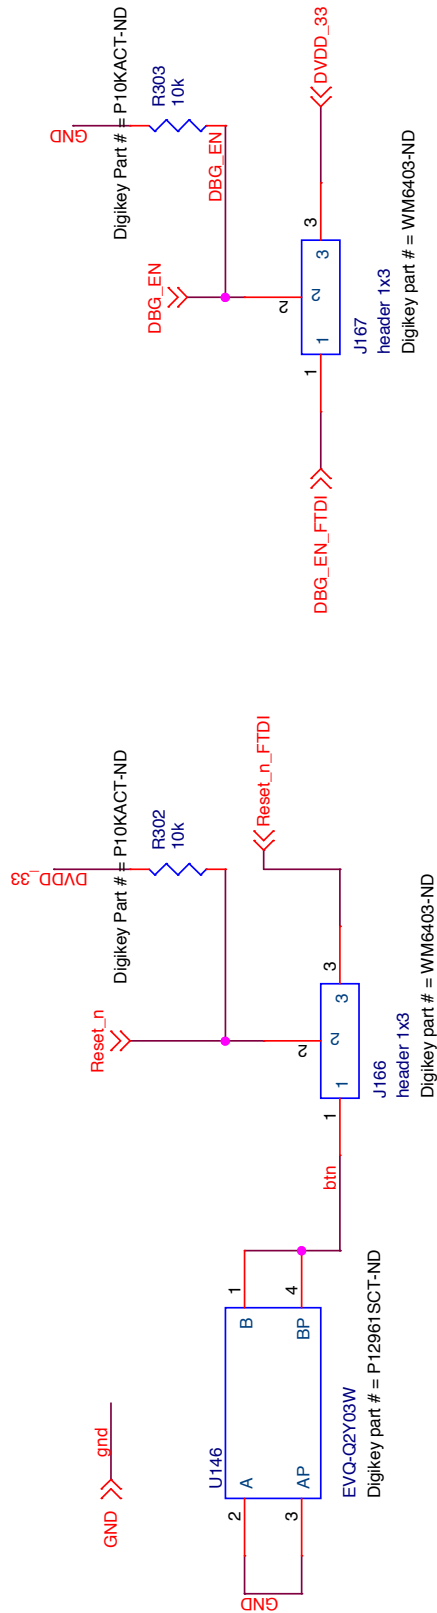 GND
gnd
GND
U146
2
A
3
AP
B
1
BP
4
EVQ-Q2Y03W
Digikey part # = P12961SCT-ND
btn
Reset_n
DVDD_33
Digikey Part # = P10KACT-ND
R302
10k
Reset_n_FTDI
2
1
1
2
3
3
J166
header 1x3
Digikey part # = WM6403-ND
DBG_EN_FTDI
DBG_EN
GND
Digikey Part # = P10KACT-ND
R303
10k
DBG_EN
DVDD_33
2
1
1
2
3
3
J167
header 1x3
Digikey part # = WM6403-ND